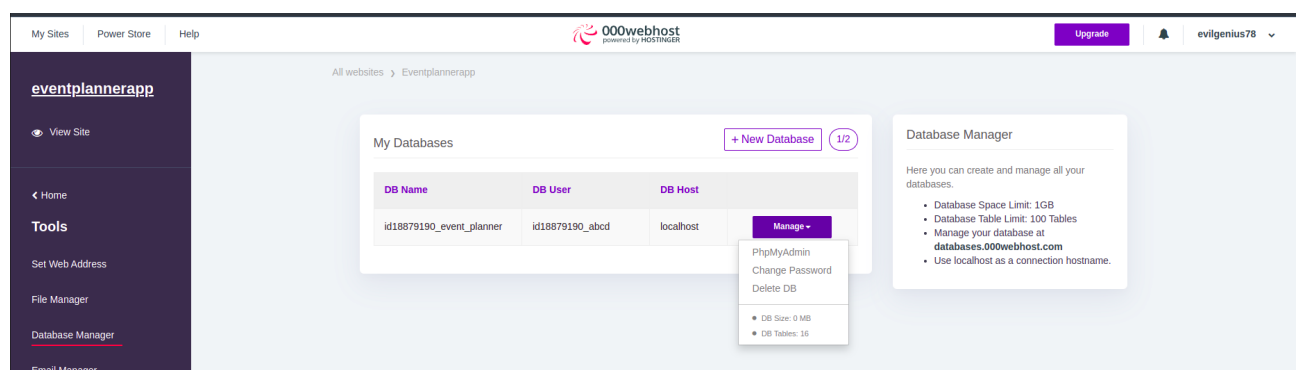 My Sites Power Store Help 000webhost Upgrade evilgenius78
powered by HOSTINGER
All websites > Eventplannerapp
eventplannerapp
View Site
Home
Tools
Set Web Address
File Manager
Database Manager
Email Manager
My Databases + New Database 1/2
DB Name DB User DB Host
id18879190_event_planner id18879190_abcd localhost Manage
PhpMyAdmin
Change Password
Delete DB
DB Size: 0 MB
DB Tables: 16
Database Manager
Here you can create and manage all your
databases.
Database Space Limit: 1GB
Database Table Limit: 100 Tables
Manage your database at
databases.000webhost.com
Use localhost as a connection hostname.